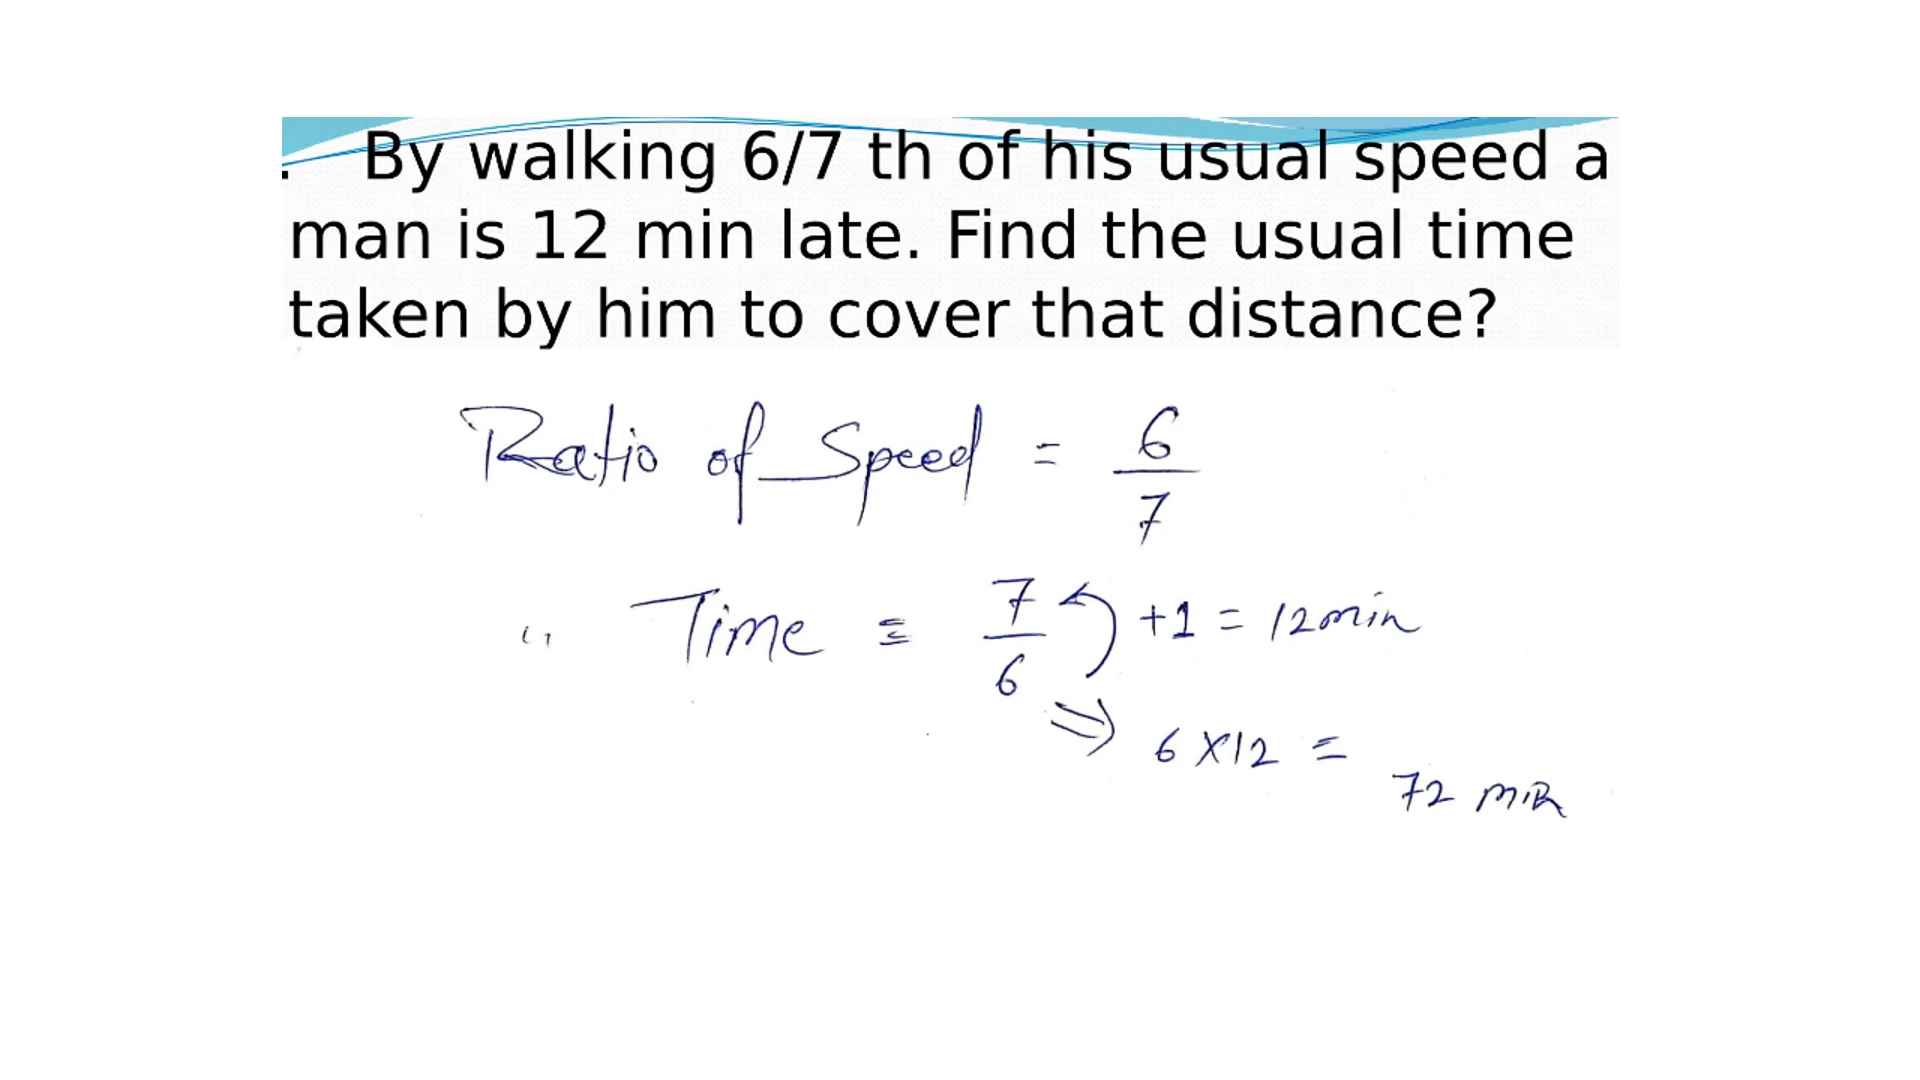 . By walking 6/7 th of his usual speed a
man is 12 min late. Find the usual time
taken by him to cover that distance?
Ratio of Speed = 6/7
" Time = 7/6 +1 = 12 min
⇒ 6 X 12 =
72 min